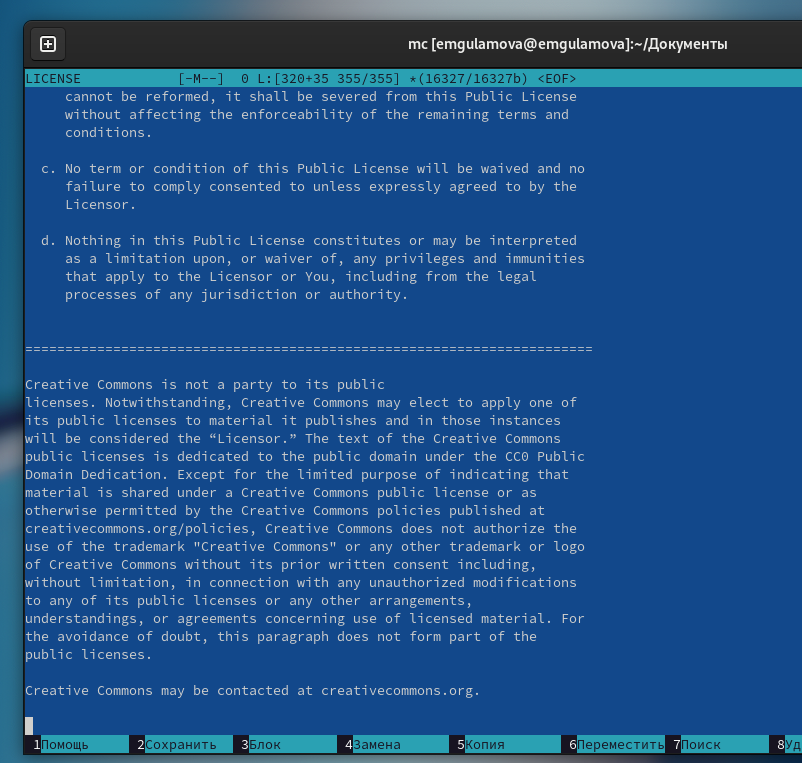 mc [emgulamova@emgulamova]:~/Документы
LICENSE [-M--] 0 L:[320+35 355/355] *(16327/16327b) <EOF>
cannot be reformed, it shall be severed from this Public License
without affecting the enforceability of the remaining terms and
conditions.
c. No term or condition of this Public License will be waived and no
failure to comply consented to unless expressly agreed to by the
Licensor.
d. Nothing in this Public License constitutes or may be interpreted
as a limitation upon, or waiver of, any privileges and immunities
that apply to the Licensor or You, including from the legal
processes of any jurisdiction or authority.
=======================================================================
Creative Commons is not a party to its public
licenses. Notwithstanding, Creative Commons may elect to apply one of
its public licenses to material it publishes and in those instances
will be considered the “Licensor.” The text of the Creative Commons
public licenses is dedicated to the public domain under the CC0 Public
Domain Dedication. Except for the limited purpose of indicating that
material is shared under a Creative Commons public license or as
otherwise permitted by the Creative Commons policies published at
creativecommons.org/policies, Creative Commons does not authorize the
use of the trademark "Creative Commons" or any other trademark or logo
of Creative Commons without its prior written consent including,
without limitation, in connection with any unauthorized modifications
to any of its public licenses or any other arrangements,
understandings, or agreements concerning use of licensed material. For
the avoidance of doubt, this paragraph does not form part of the
public licenses.
Creative Commons may be contacted at creativecommons.org.
1Помощь 2Сохранить 3Блок 4Замена 5Копия 6Переместить 7Поиск 8Уд